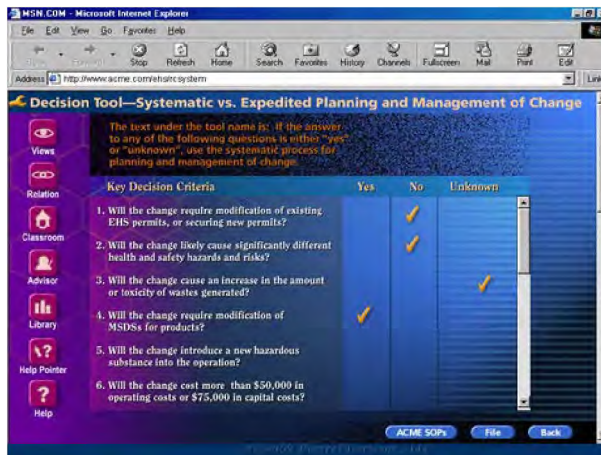 MSN.COM - Microsoft Internet Explorer
File Edit View Go Favorites Help
Stop Refresh Home Search Favorites History Channels Fullscreen Mail Print Edit
Address http://www.acme.com/ehs/rcsystem
Decision Tool—Systematic vs. Expedited Planning and Management of Change
The text under the tool name is: If the answer
to any of the following questions is either "yes"
or "unknown", use the systematic process for
planning and management of change.
Views
Relation
Classroom
Advisor
Library
Help Pointer
Help
Key Decision Criteria Yes No Unknown
1. Will the change require modification of existing
EHS permits, or securing new permits?
2. Will the change likely cause significantly different
health and safety hazards and risks?
3. Will the change cause an increase in the amount
or toxicity of wastes generated?
4. Will the change require modification of
MSDSs for products?
5. Will the change introduce a new hazardous
substance into the operation?
6. Will the change cost more than $50,000 in
operating costs or $75,000 in capital costs?
ACME SOPs File Back